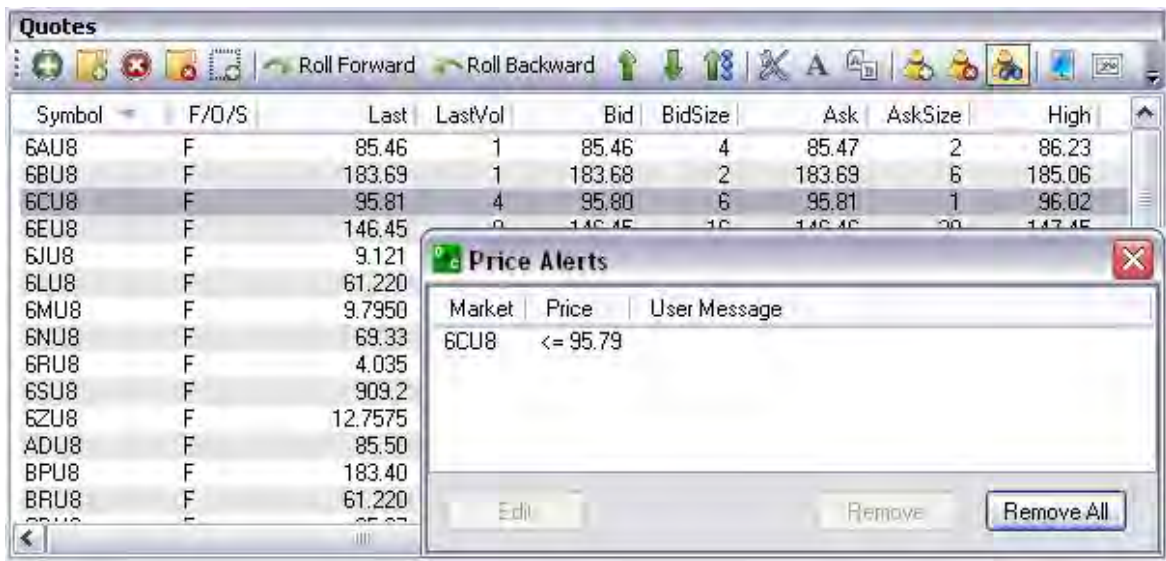 Quotes
Roll Forward Roll Backward
Symbol F/O/S Last LastVol Bid BidSize Ask AskSize High
6AU8 F 85.46 1 85.46 4 85.47 2 86.23
6BU8 F 183.69 1 183.68 2 183.69 6 185.06
6CU8 F 95.81 4 95.80 6 95.81 1 96.02
6EU8 F 146.45
6JU8 F 9.121
Price Alerts
6LU8 F 61.220
6MU8 F 9.7950
Market Price User Message
6NU8 F 69.33
6CU8 <= 95.79
6RU8 F 4.035
6SU8 F 909.2
6ZU8 F 12.7575
ADU8 F 85.50
BPU8 F 183.40
BRU8 F 61.220
Edit Remove Remove All